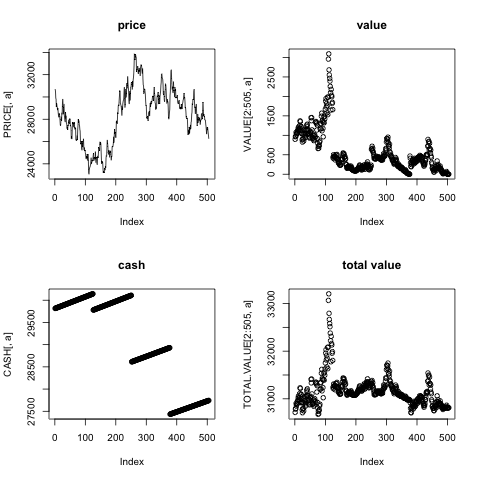 price
PRICE[, a]
24000 28000 32000
0 100 200 300 400 500
Index
value
VALUE[2:505, a]
0 500 1500 2500
0 100 200 300 400 500
Index
cash
CASH[, a]
27500 28500 29500
0 100 200 300 400 500
Index
total value
TOTAL.VALUE[2:505, a]
31000 32000 33000
0 100 200 300 400 500
Index